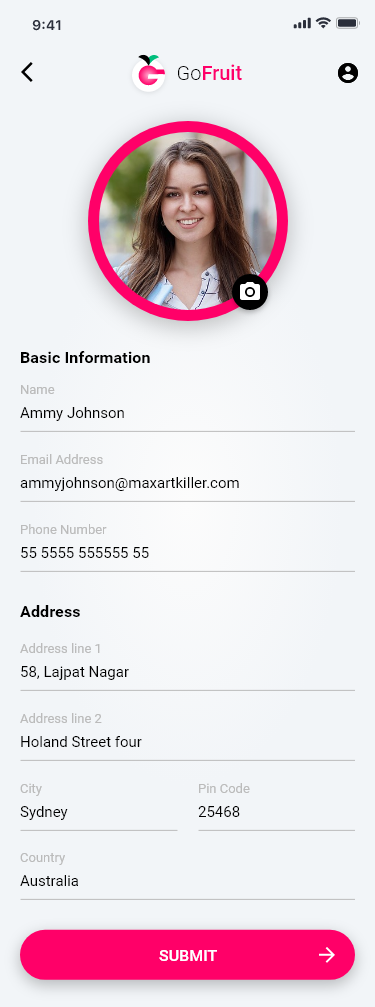 9:41
GoFruit
Basic Information
Name
Ammy Johnson
Email Address
ammyjohnson@maxartkiller.com
Phone Number
55 5555 555555 55
Address
Address line 1
58, Lajpat Nagar
Address line 2
Holand Street four
City Pin Code
Sydney 25468
Country
Australia
SUBMIT